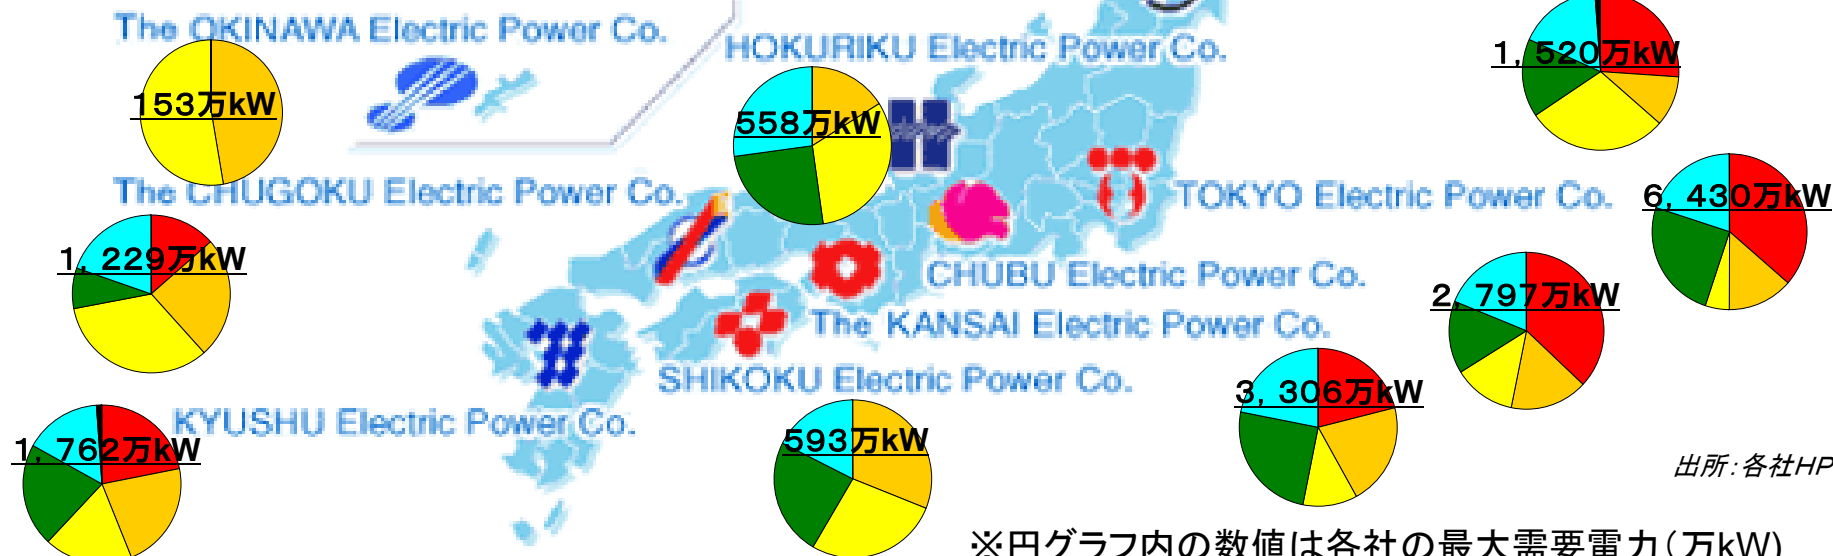 The OKINAWA Electric Power Co.
HOKURIKU Electric Power Co.
1,520万kW
153万kW
558万kW
The CHUGOKU Electric Power Co.
TOKYO Electric Power Co.
6,430万kW
1,229万kW
CHUBU Electric Power Co.
2,797万kW
The KANSAI Electric Power Co.
SHIKOKU Electric Power Co.
3,306万kW
KYUSHU Electric Power Co.
1,762万kW
593万kW
出所:各社HP
※円グラフ内の数値は各社の最大需要電力(万kW)